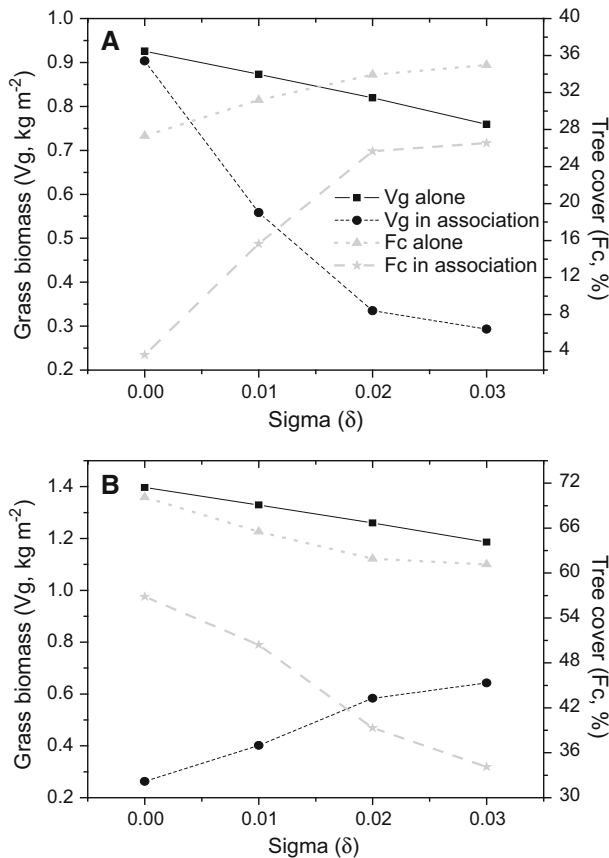 A
1.0
0.9
0.8
0.7
0.6
0.5
0.4
0.3
0.2
Grass biomass (Vg, kg m-2)
40
36
32
28
24
20
16
12
8
4
Tree cover (Fc, %)
Vg alone
Vg in association
Fc alone
Fc in association
0.00 0.01 0.02 0.03
Sigma (δ)
B
1.4
1.2
1.0
0.8
0.6
0.4
0.2
Grass biomass (Vg, kg m-2)
72
66
60
54
48
42
36
30
Tree cover (Fc, %)
0.00 0.01 0.02 0.03
Sigma (δ)